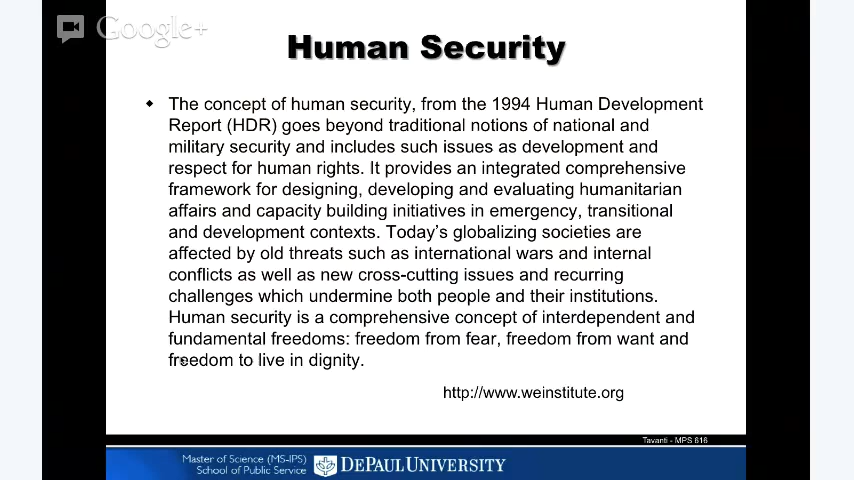 Google+
Human Security
The concept of human security, from the 1994 Human Development
Report (HDR) goes beyond traditional notions of national and
military security and includes such issues as development and
respect for human rights. It provides an integrated comprehensive
framework for designing, developing and evaluating humanitarian
affairs and capacity building initiatives in emergency, transitional
and development contexts. Today's globalizing societies are
affected by old threats such as international wars and internal
conflicts as well as new cross-cutting issues and recurring
challenges which undermine both people and their institutions.
Human security is a comprehensive concept of interdependent and
fundamental freedoms: freedom from fear, freedom from want and
freedom to live in dignity.
http://www.weinstitute.org
Tavanti - MPS 616
Master of Science (MS-IPS)
School of Public Service
DEPAUL UNIVERSITY